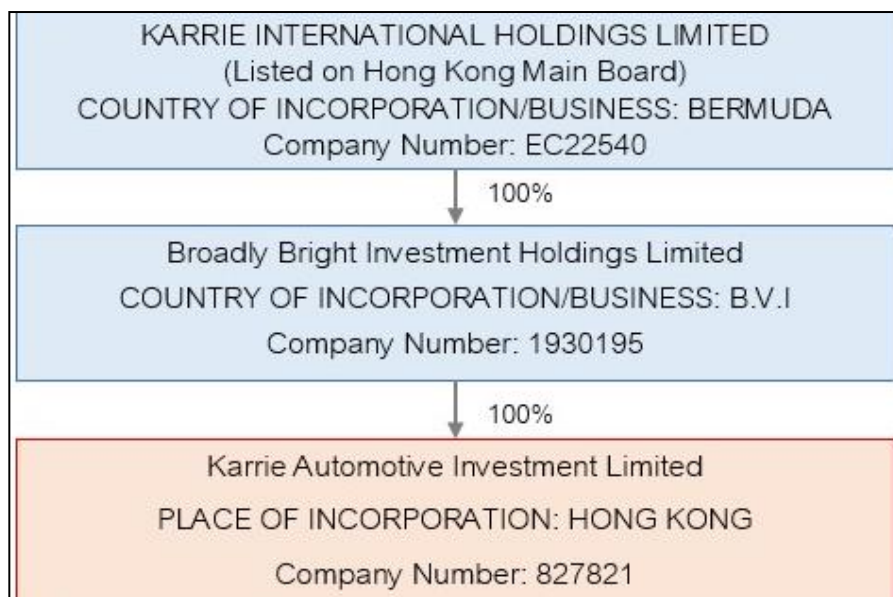 KARRIE INTERNATIONAL HOLDINGS LIMITED
(Listed on Hong Kong Main Board)
COUNTRY OF INCORPORATION/BUSINESS: BERMUDA
Company Number: EC22540
100%
Broadly Bright Investment Holdings Limited
COUNTRY OF INCORPORATION/BUSINESS: B.V.I
Company Number: 1930195
100%
Karrie Automotive Investment Limited
PLACE OF INCORPORATION: HONG KONG
Company Number: 827821